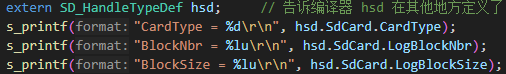 extern SD_HandleTypeDef hsd;     // 告诉编译器 hsd 在其他地方定义了
s_printf(format: "CardType = %d\r\n", hsd.SdCard.CardType);
s_printf(format: "BlockNbr = %lu\r\n", hsd.SdCard.LogBlockNbr);
s_printf(format: "BlockSize = %lu\r\n", hsd.SdCard.LogBlockSize);